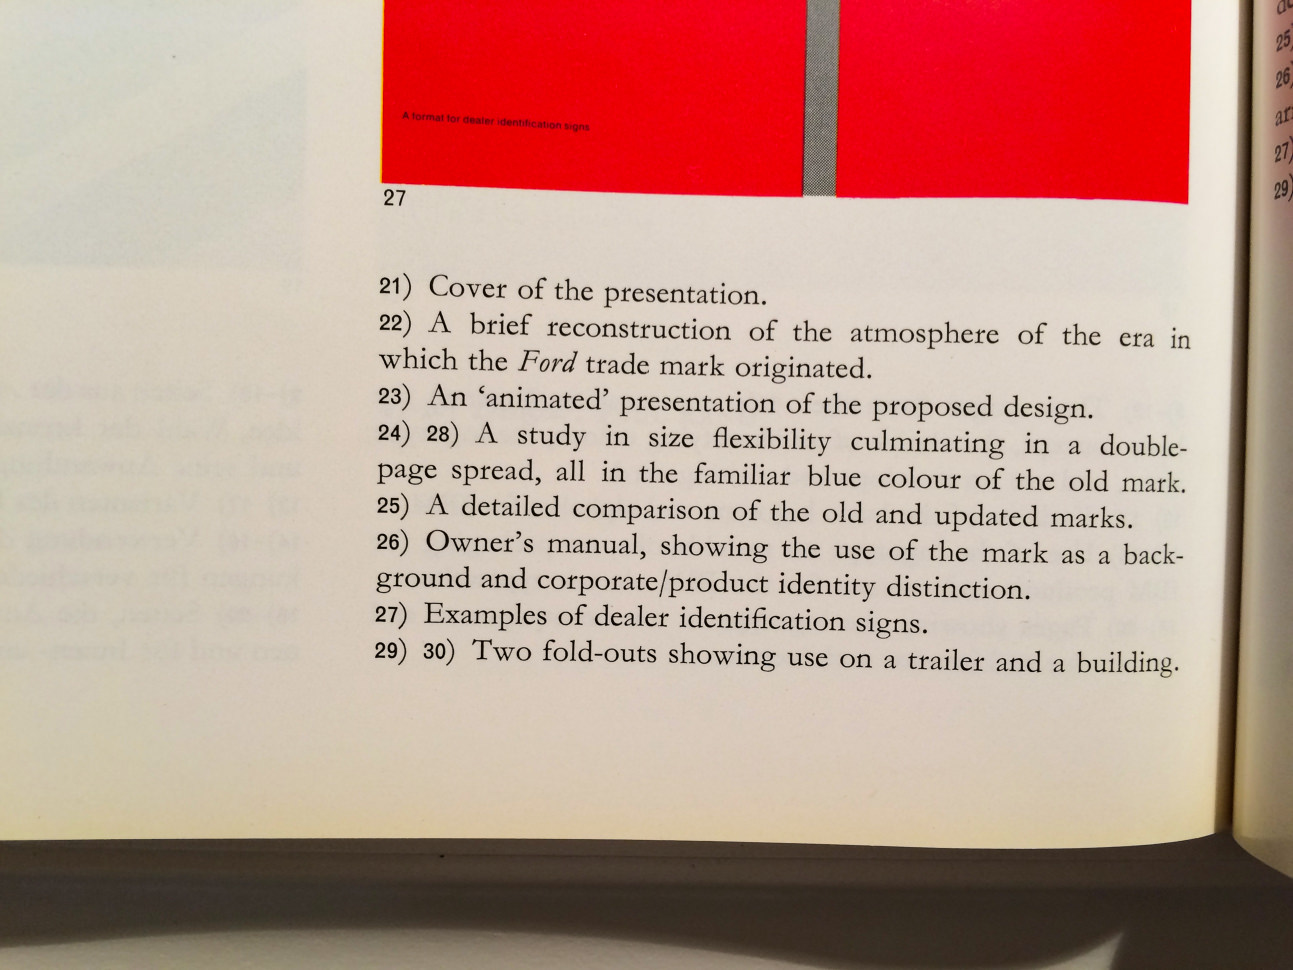 A format for dealer identification signs
27
21) Cover of the presentation.
22) A brief reconstruction of the atmosphere of the era in
which the Ford trade mark originated.
23) An ‘animated’ presentation of the proposed design.
24) 28) A study in size flexibility culminating in a double-
page spread, all in the familiar blue colour of the old mark.
25) A detailed comparison of the old and updated marks.
26) Owner’s manual, showing the use of the mark as a back-
ground and corporate/product identity distinction.
27) Examples of dealer identification signs.
29) 30) Two fold-outs showing use on a trailer and a building.
25)
26)
27)
29)